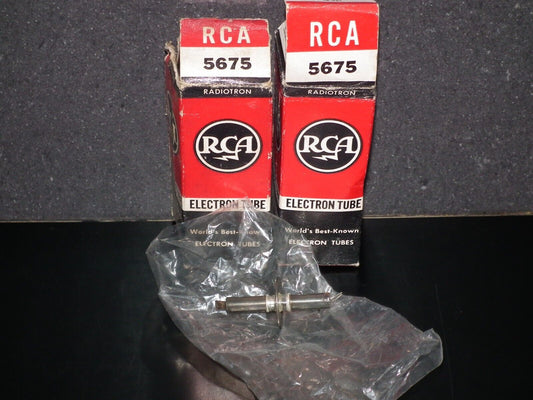 RCA
5675
RADIOTRON
RCA
ELECTRON TUBE
World's Best-Known
ELECTRON TUBES
RCA
5675
RADIOTRON
RCA
ELECTRON TUBE
World's Best-Known
ELECTRON TUBES